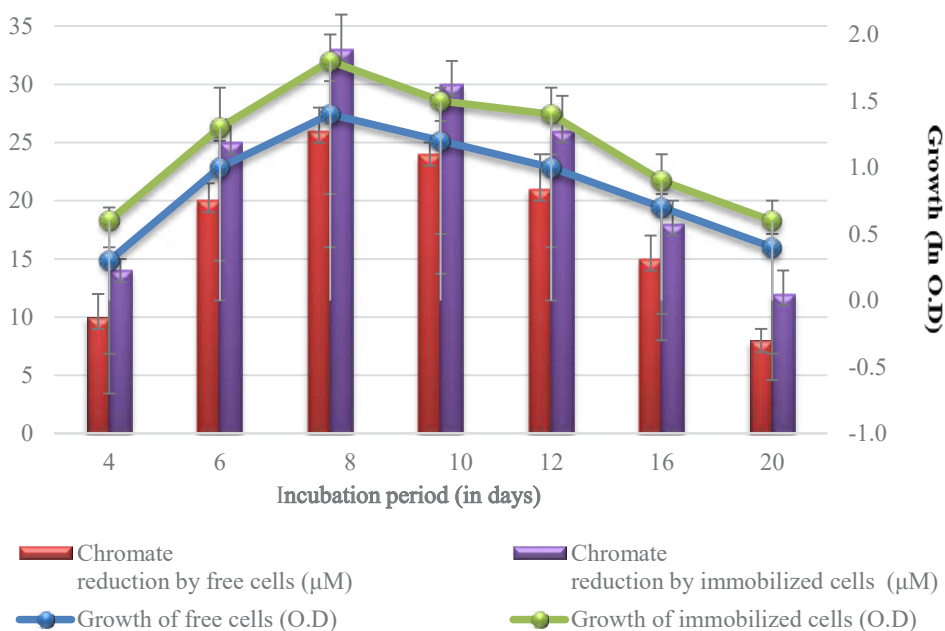 35
30
25
20
15
10
5
0
2.0
1.5
1.0
0.5
0.0
-0.5
-1.0
Growth (In O.D)
4 6 8 10 12 16 20
Incubation period (in days)
Chromate
reduction by free cells (μM)
Chromate
reduction by immobilized cells (μM)
Growth of free cells (O.D)
Growth of immobilized cells (O.D)